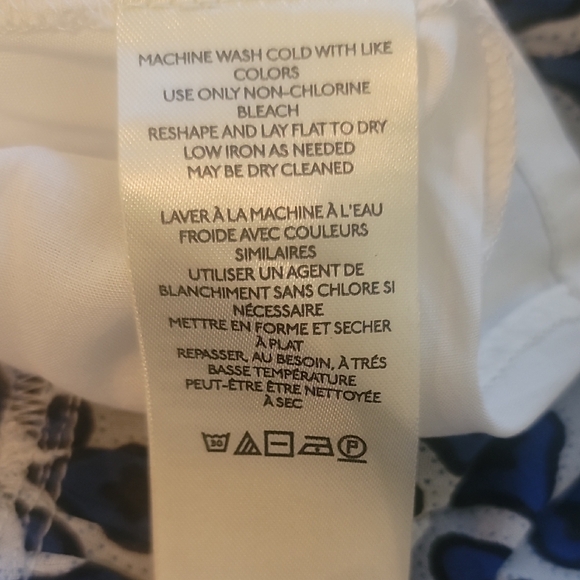 MACHINE WASH COLD WITH LIKE
COLORS
USE ONLY NON-CHLORINE
BLEACH
RESHAPE AND LAY FLAT TO DRY
LOW IRON AS NEEDED
MAY BE DRY CLEANED
LAVER À LA MACHINE À L'EAU
FROIDE AVEC COULEURS
SIMILAIRES
UTILISER UN AGENT DE
BLANCHIMENT SANS CHLORE SI
NÉCESSAIRE
METTRE EN FORME ET SECHER
À PLAT
REPASSER, AU BESOIN, À TRÉS
BASSE TEMPÉRATURE
PEUT-ÊTRE ÊTRE NETTOYÉE
À SEC
30 P